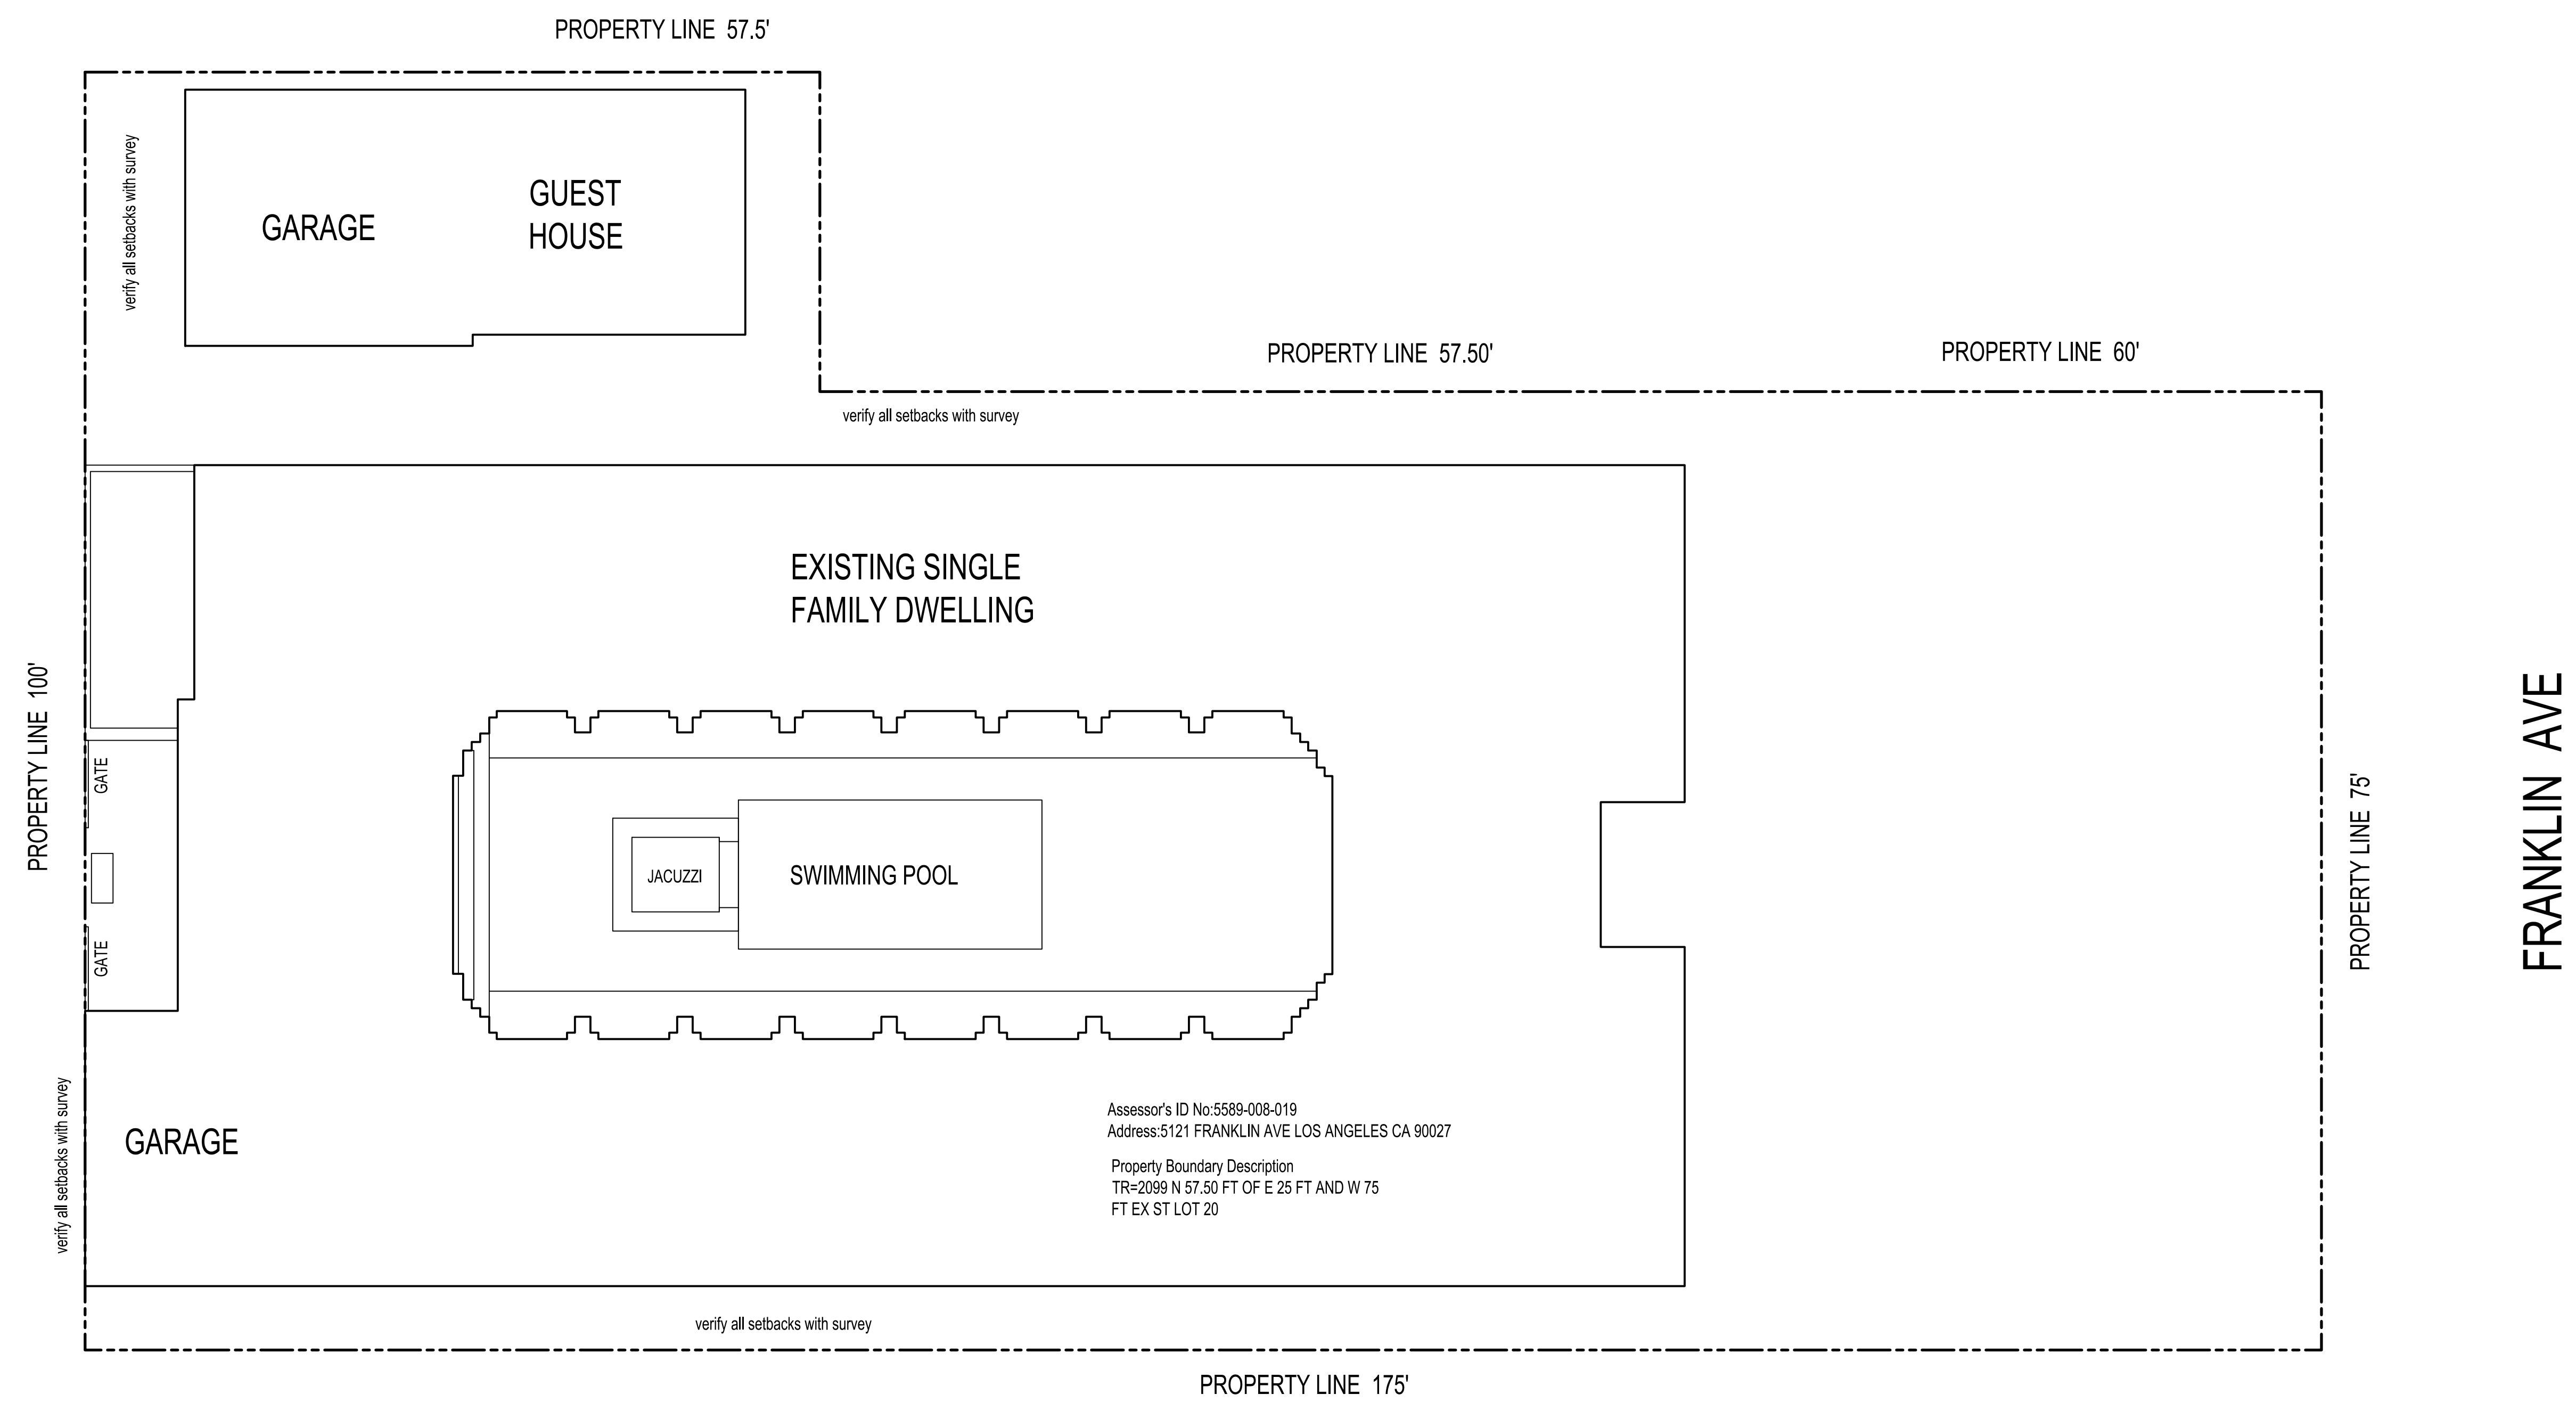 PROPERTY LINE 57.5'
verify all setbacks with survey
GARAGE
GUEST
HOUSE
PROPERTY LINE 57.50'
PROPERTY LINE 60'
verify all setbacks with survey
EXISTING SINGLE
FAMILY DWELLING
PROPERTY LINE 100'
GATE
GATE
JACUZZI
SWIMMING POOL
PROPERTY LINE 75'
FRANKLIN AVE
verify all setbacks with survey
GARAGE
Assessor's ID No:5589-008-019
Address:5121 FRANKLIN AVE LOS ANGELES CA 90027
Property Boundary Description
TR=2099 N 57.50 FT OF E 25 FT AND W 75
FT EX ST LOT 20
verify all setbacks with survey
PROPERTY LINE 175'